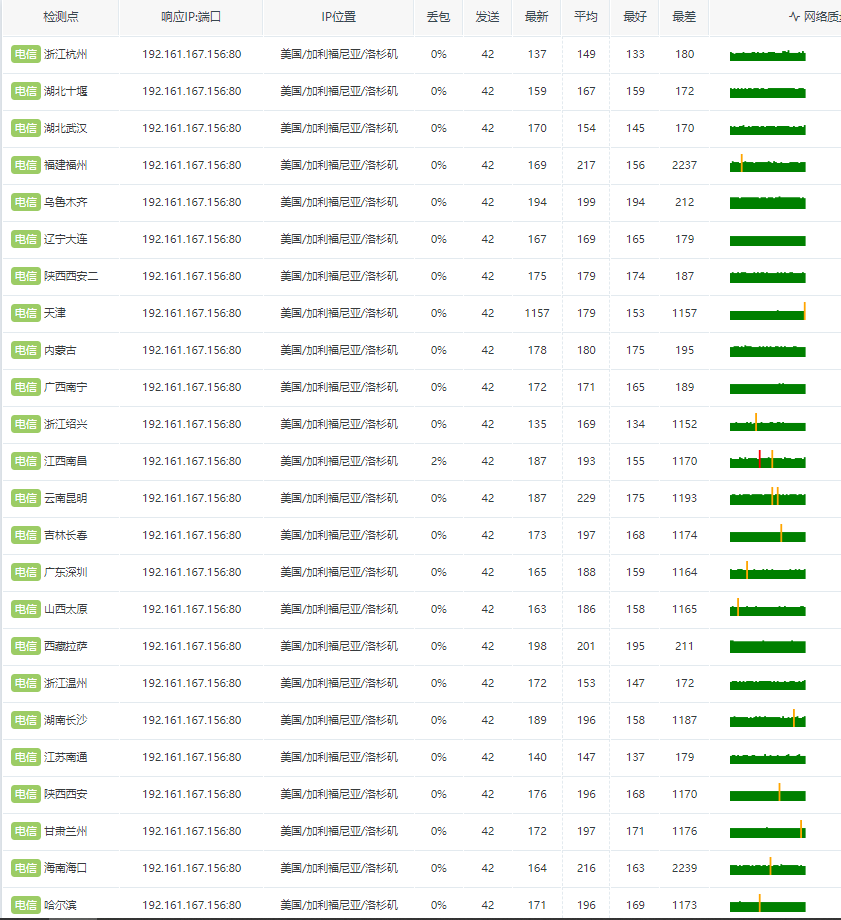 检测点 响应IP:端口 IP位置 丢包 发送 最新 平均 最好 最差 网络质
电信 浙江杭州 192.161.167.156:80 美国/加利福尼亚/洛杉矶 0% 42 137 149 133 180
电信 湖北十堰 192.161.167.156:80 美国/加利福尼亚/洛杉矶 0% 42 159 167 159 172
电信 湖北武汉 192.161.167.156:80 美国/加利福尼亚/洛杉矶 0% 42 170 154 145 170
电信 福建福州 192.161.167.156:80 美国/加利福尼亚/洛杉矶 0% 42 169 217 156 2237
电信 乌鲁木齐 192.161.167.156:80 美国/加利福尼亚/洛杉矶 0% 42 194 199 194 212
电信 辽宁大连 192.161.167.156:80 美国/加利福尼亚/洛杉矶 0% 42 167 169 165 179
电信 陕西西安二 192.161.167.156:80 美国/加利福尼亚/洛杉矶 0% 42 175 179 174 187
电信 天津 192.161.167.156:80 美国/加利福尼亚/洛杉矶 0% 42 1157 179 153 1157
电信 内蒙古 192.161.167.156:80 美国/加利福尼亚/洛杉矶 0% 42 178 180 175 195
电信 广西南宁 192.161.167.156:80 美国/加利福尼亚/洛杉矶 0% 42 172 171 165 189
电信 浙江绍兴 192.161.167.156:80 美国/加利福尼亚/洛杉矶 0% 42 135 169 134 1152
电信 江西南昌 192.161.167.156:80 美国/加利福尼亚/洛杉矶 2% 42 187 193 155 1170
电信 云南昆明 192.161.167.156:80 美国/加利福尼亚/洛杉矶 0% 42 187 229 175 1193
电信 吉林长春 192.161.167.156:80 美国/加利福尼亚/洛杉矶 0% 42 173 197 168 1174
电信 广东深圳 192.161.167.156:80 美国/加利福尼亚/洛杉矶 0% 42 165 188 159 1164
电信 山西太原 192.161.167.156:80 美国/加利福尼亚/洛杉矶 0% 42 163 186 158 1165
电信 西藏拉萨 192.161.167.156:80 美国/加利福尼亚/洛杉矶 0% 42 198 201 195 211
电信 浙江温州 192.161.167.156:80 美国/加利福尼亚/洛杉矶 0% 42 172 153 147 172
电信 湖南长沙 192.161.167.156:80 美国/加利福尼亚/洛杉矶 0% 42 189 196 158 1187
电信 江苏南通 192.161.167.156:80 美国/加利福尼亚/洛杉矶 0% 42 140 147 137 179
电信 陕西西安 192.161.167.156:80 美国/加利福尼亚/洛杉矶 0% 42 176 196 168 1170
电信 甘肃兰州 192.161.167.156:80 美国/加利福尼亚/洛杉矶 0% 42 172 197 171 1176
电信 海南海口 192.161.167.156:80 美国/加利福尼亚/洛杉矶 0% 42 164 216 163 2239
电信 哈尔滨 192.161.167.156:80 美国/加利福尼亚/洛杉矶 0% 42 171 196 169 1173